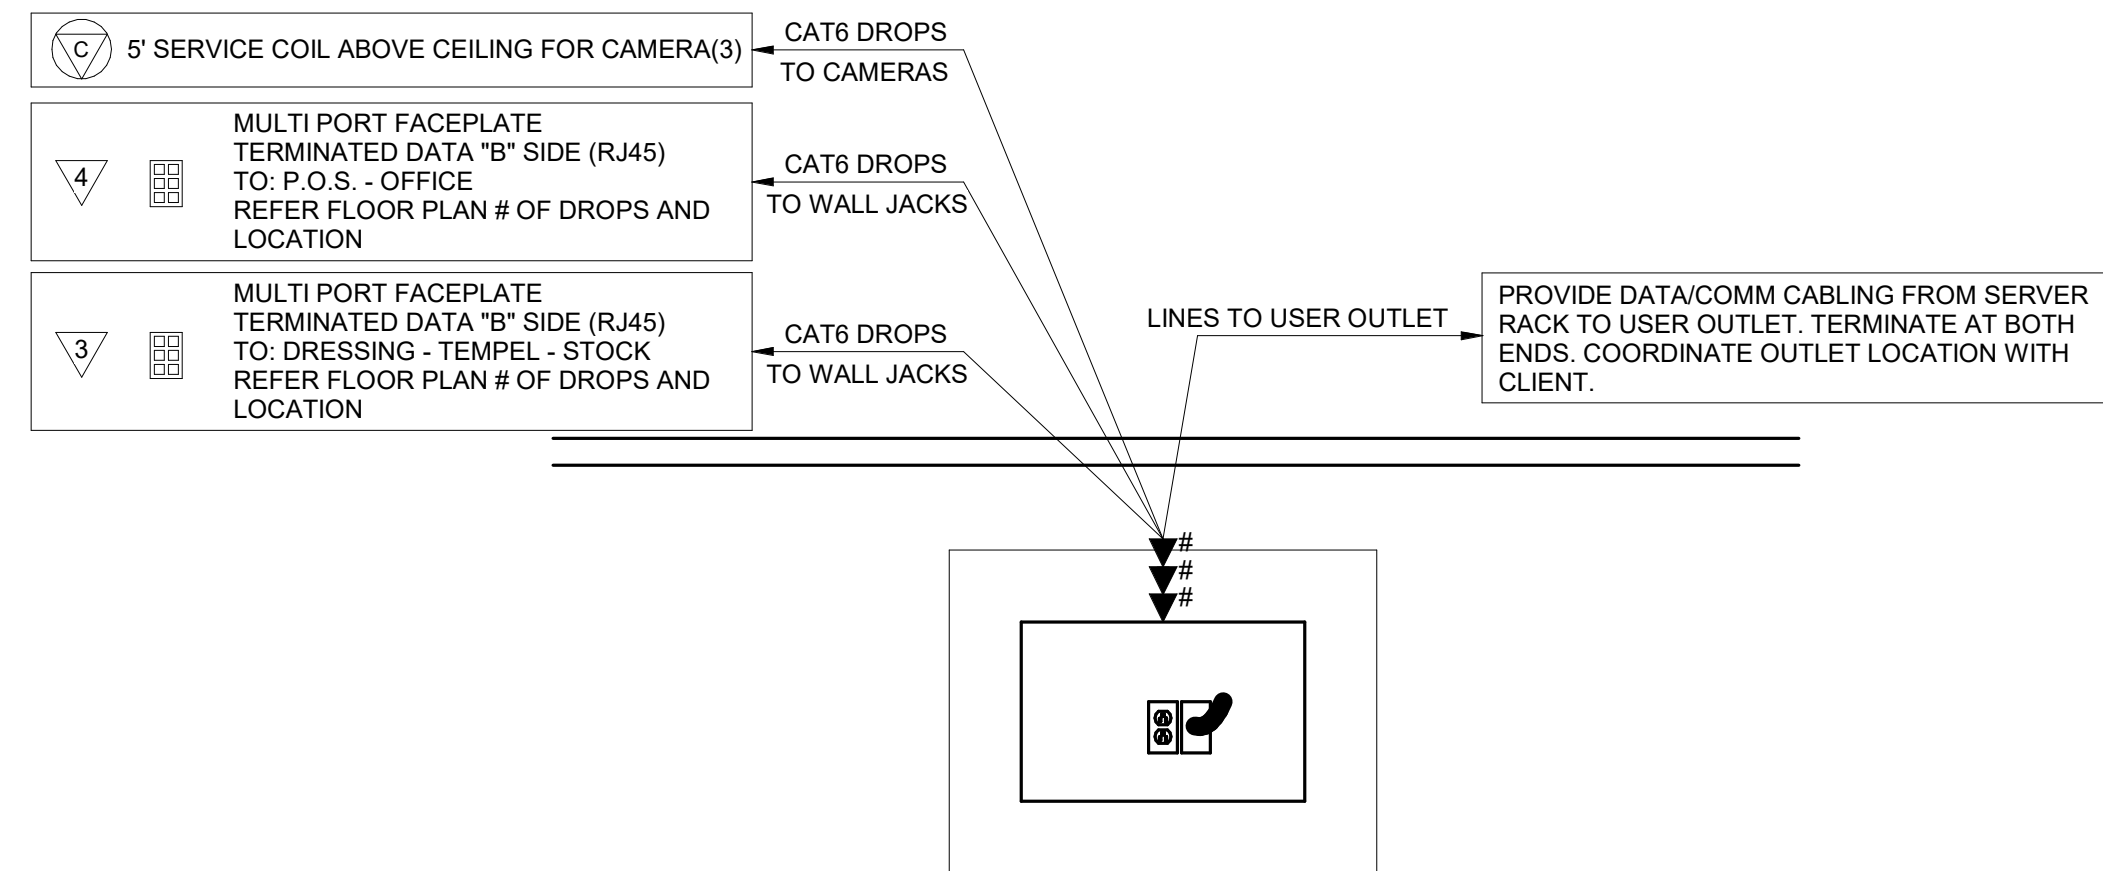 C
5' SERVICE COIL ABOVE CEILING FOR CAMERA(3)
CAT6 DROPS
TO CAMERAS
4
MULTI PORT FACEPLATE
TERMINATED DATA "B" SIDE (RJ45)
TO: P.O.S. - OFFICE
REFER FLOOR PLAN # OF DROPS AND
LOCATION
CAT6 DROPS
TO WALL JACKS
3
MULTI PORT FACEPLATE
TERMINATED DATA "B" SIDE (RJ45)
TO: DRESSING - TEMPEL - STOCK
REFER FLOOR PLAN # OF DROPS AND
LOCATION
CAT6 DROPS
TO WALL JACKS
LINES TO USER OUTLET
PROVIDE DATA/COMM CABLING FROM SERVER
RACK TO USER OUTLET. TERMINATE AT BOTH
ENDS. COORDINATE OUTLET LOCATION WITH
CLIENT.
#
#
#